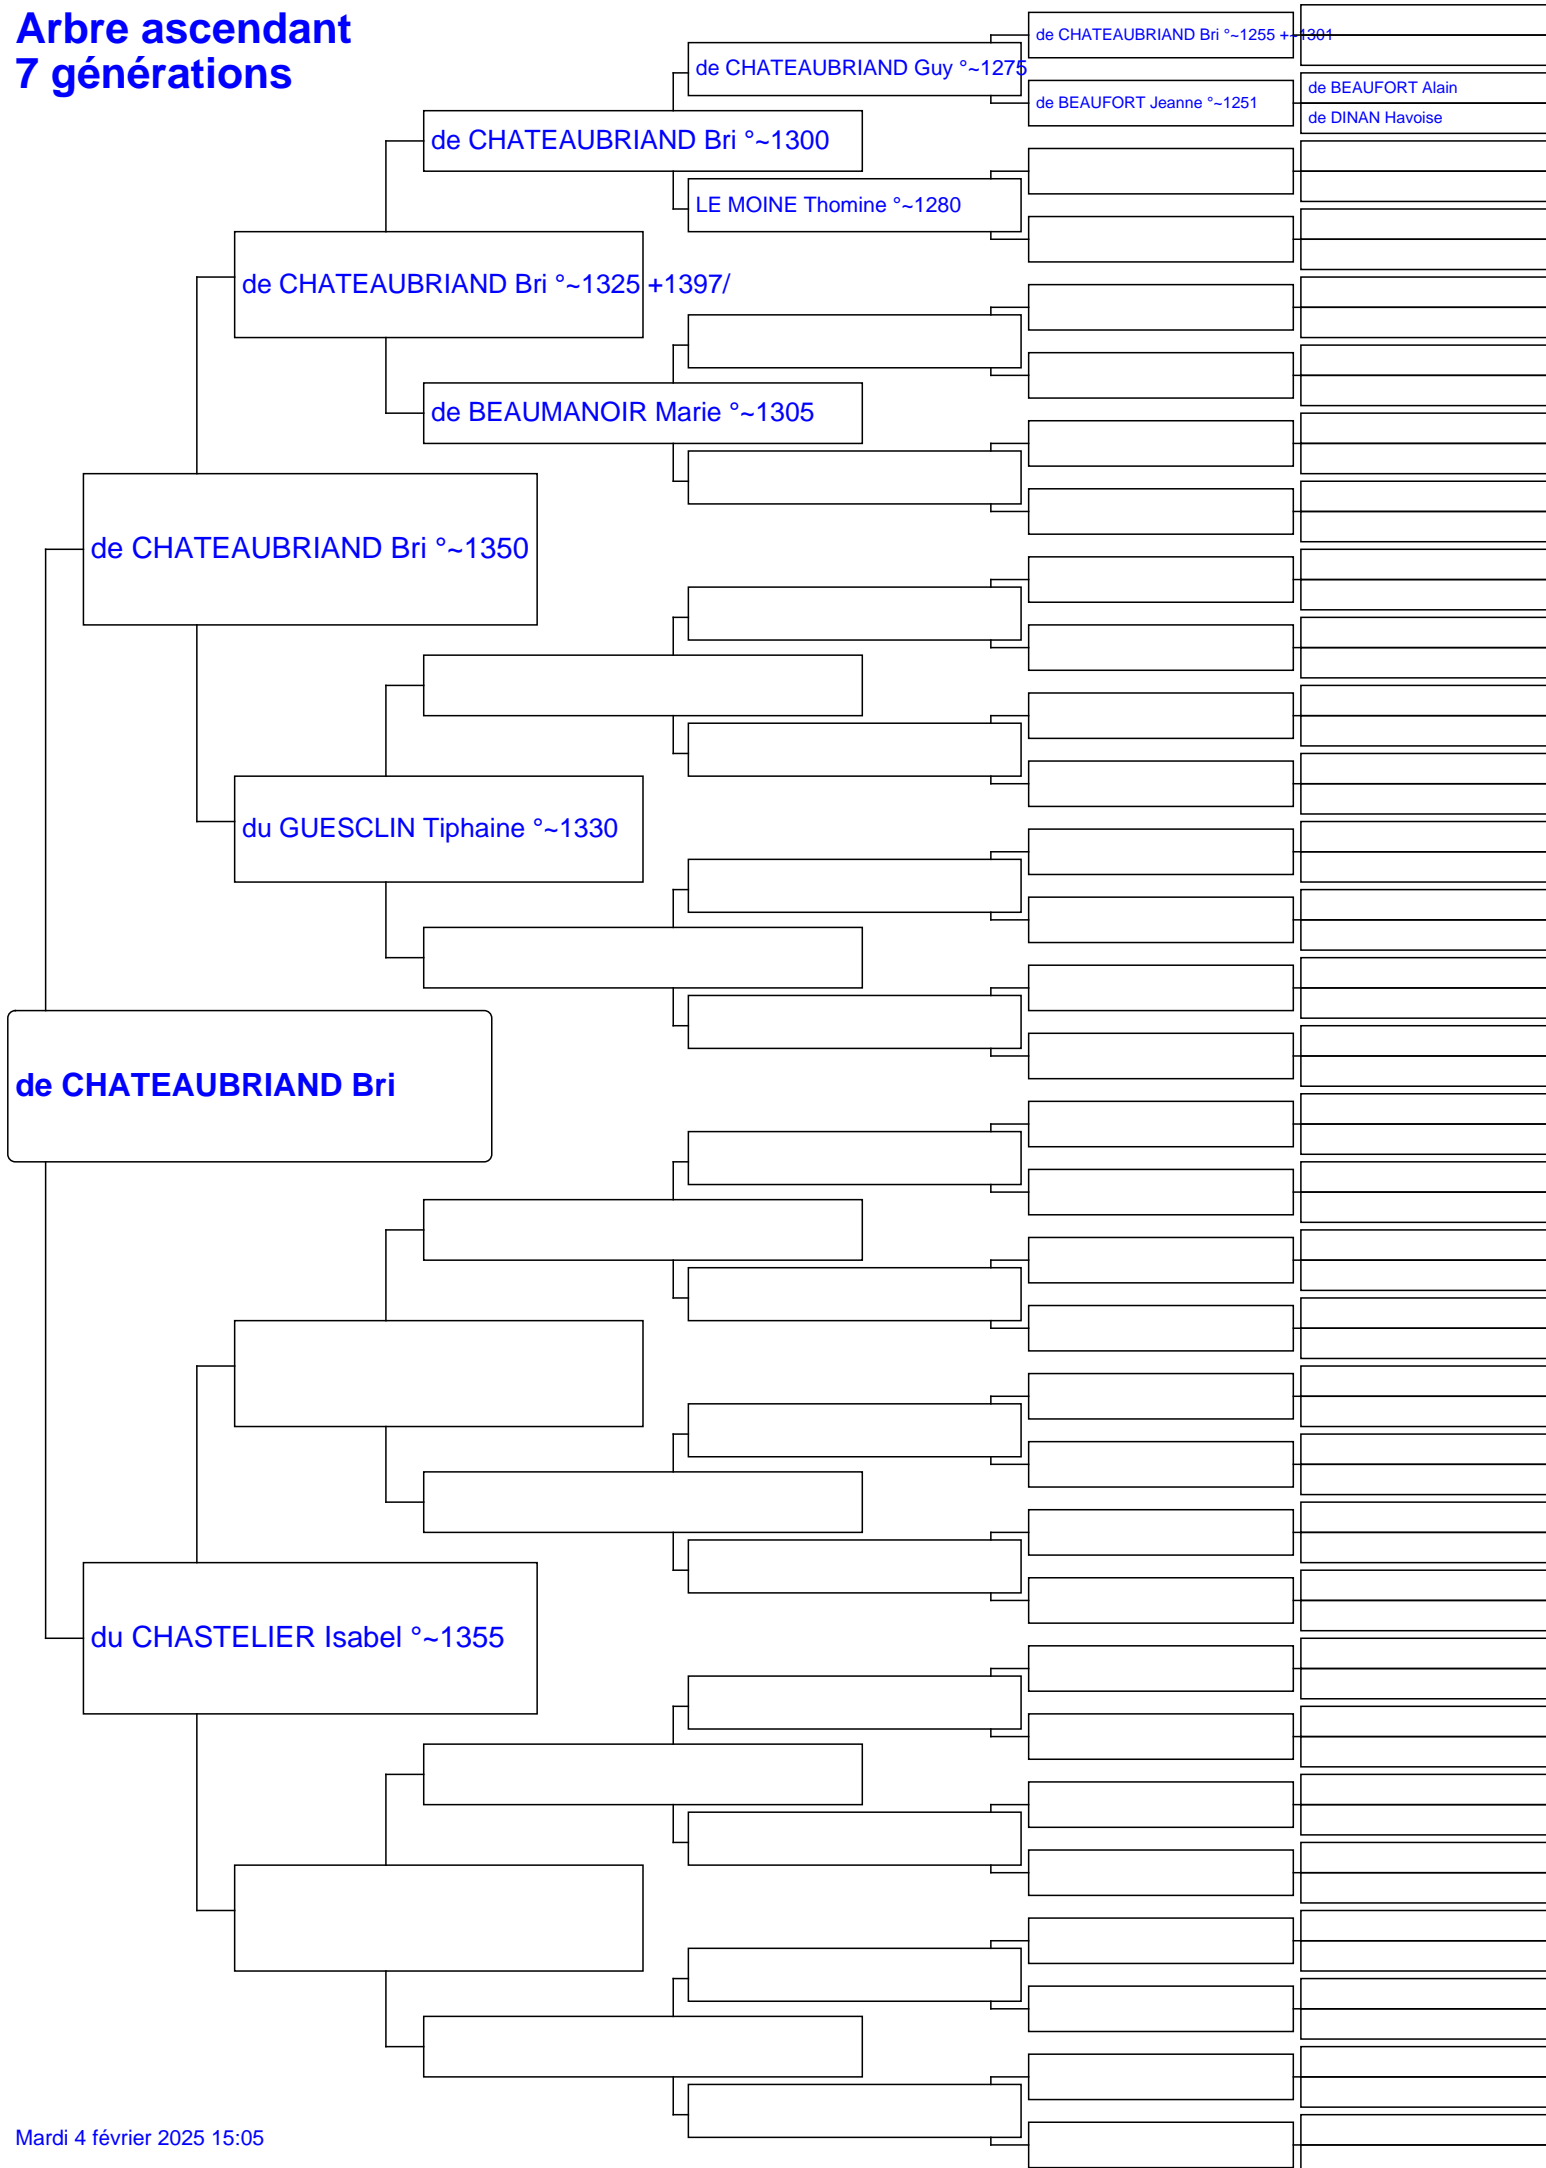 Arbre ascendant
7 générations
de CHATEAUBRIAND Bri °~1255 +~1301
de CHATEAUBRIAND Guy °~1275
de BEAUFORT Alain
de BEAUFORT Jeanne °~1251
de DINAN Havoise
de CHATEAUBRIAND Bri °~1300
LE MOINE Thomine °~1280
de CHATEAUBRIAND Bri °~1325 +1397/
de BEAUMANOIR Marie °~1305
de CHATEAUBRIAND Bri °~1350
du GUESCLIN Tiphaine °~1330
de CHATEAUBRIAND Bri
du CHASTELIER Isabel °~1355
Mardi 4 février 2025 15:05